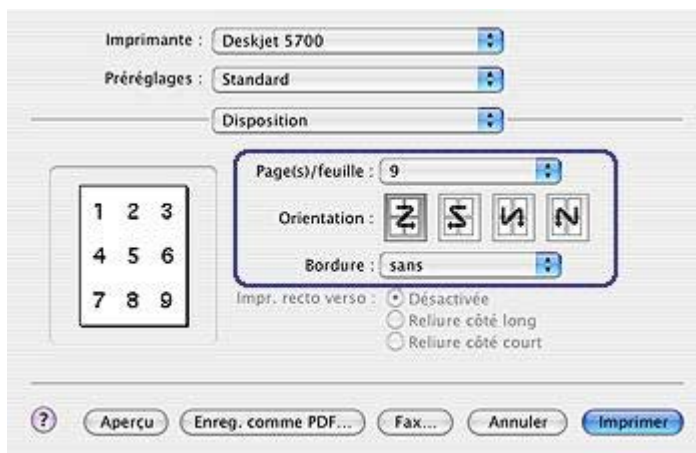 Imprimante : Deskjet 5700
Préréglages : Standard
Disposition
Page(s)/feuille : 9
1 2 3
4 5 6
7 8 9
Orientation :
Bordure : sans
Impr. recto verso : Désactivée
Reliure côté long
Reliure côté court
? Aperçu Enreg. comme PDF... Fax... Annuler Imprimer